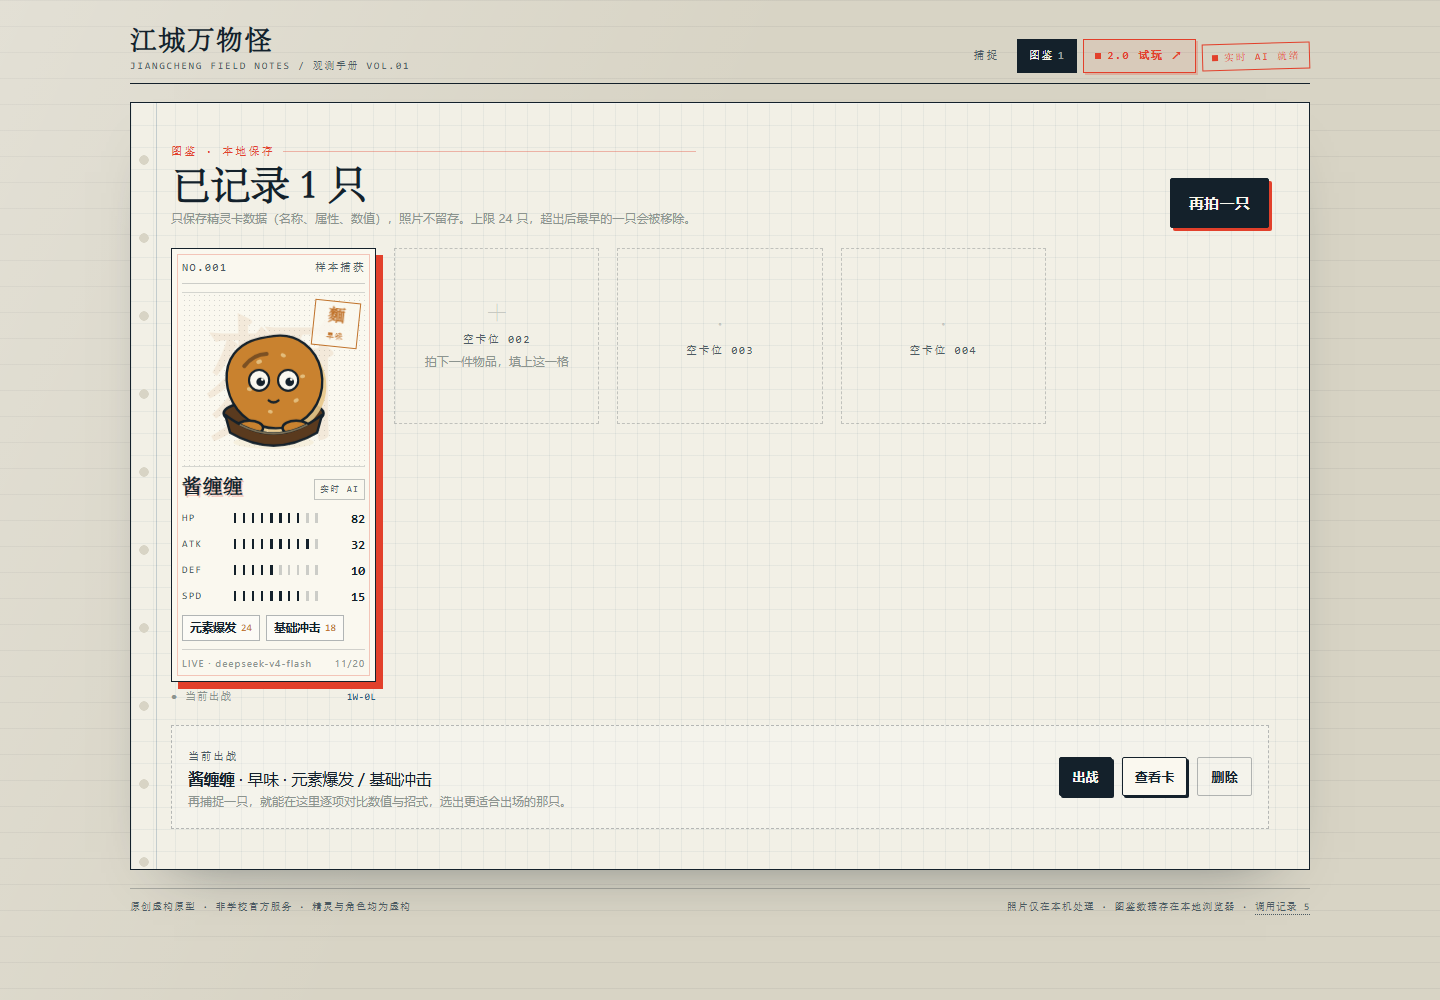 江城万物怪
JIANGCHENG FIELD NOTES / 观测手册 VOL.01
捕捉
图鉴 1
2.0 试玩 ↗
实时 AI 就绪
图鉴 · 本地保存
已记录 1 只
只保存精灵卡数据（名称、属性、数值），照片不留存。上限 24 只，超出后最早的一只会被移除。
再拍一只
NO.001 样本捕获
早味
酱缠缠
实时 AI
HP 82
ATK 32
DEF 10
SPD 15
元素爆发 24
基础冲击 18
LIVE · deepseek-v4-flash 11/20
当前出战 1W-0L
空卡位 002
拍下一件物品，填上这一格
空卡位 003
空卡位 004
当前出战
酱缠缠 · 早味 · 元素爆发 / 基础冲击
再捕捉一只，就能在这里逐项对比数值与招式，选出更适合出场的那只。
出战
查看卡
删除
原创虚构原型 · 非学校官方服务 · 精灵与角色均为虚构
照片仅在本机处理 · 图鉴数据存在本地浏览器 · 调用记录 5